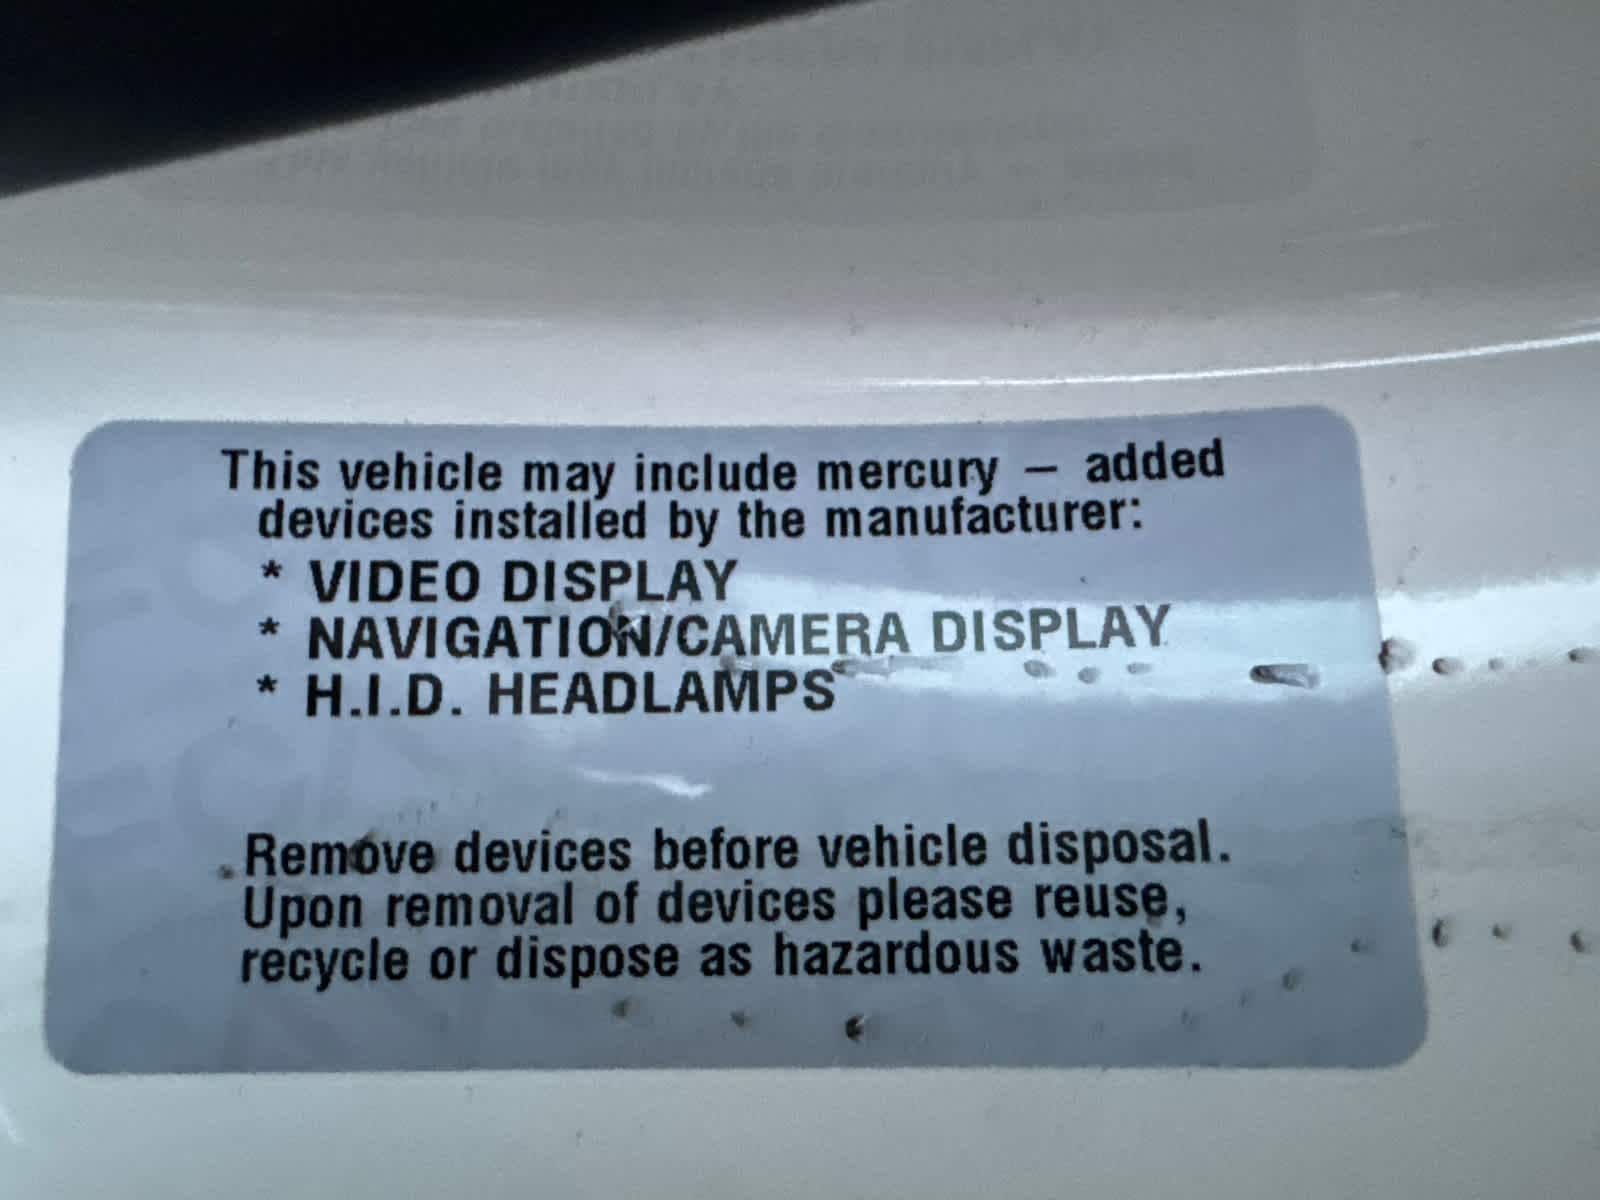 This vehicle may include mercury – added
devices installed by the manufacturer:
* VIDEO DISPLAY
* NAVIGATION/CAMERA DISPLAY
* H.I.D. HEADLAMPS
Remove devices before vehicle disposal.
Upon removal of devices please reuse,
recycle or dispose as hazardous waste.